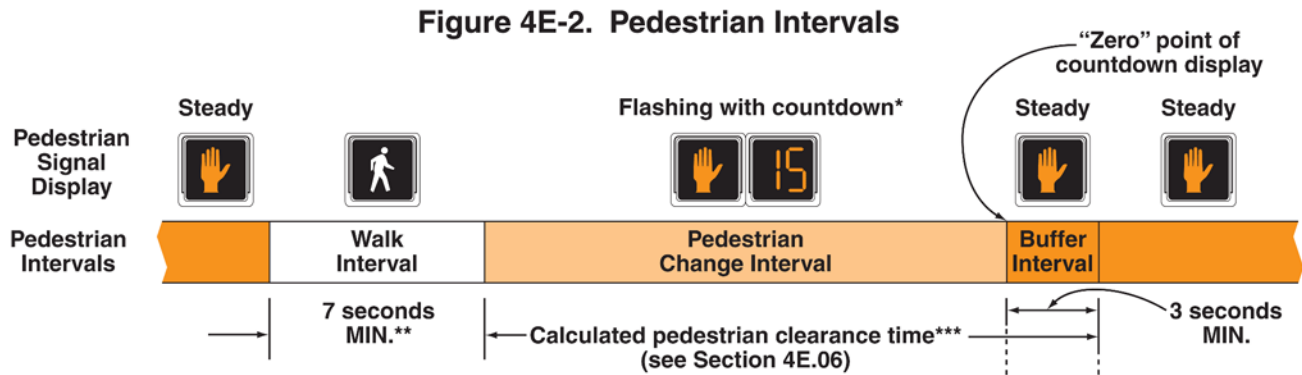 Figure 4E-2. Pedestrian Intervals
“Zero” point of
countdown display
Steady
Flashing with countdown*
Steady
Steady
Pedestrian
Signal
Display
15
Pedestrian
Intervals
Walk
Interval
Pedestrian
Change Interval
Buffer
Interval
7 seconds
MIN.**
Calculated pedestrian clearance time***
(see Section 4E.06)
3 seconds
MIN.